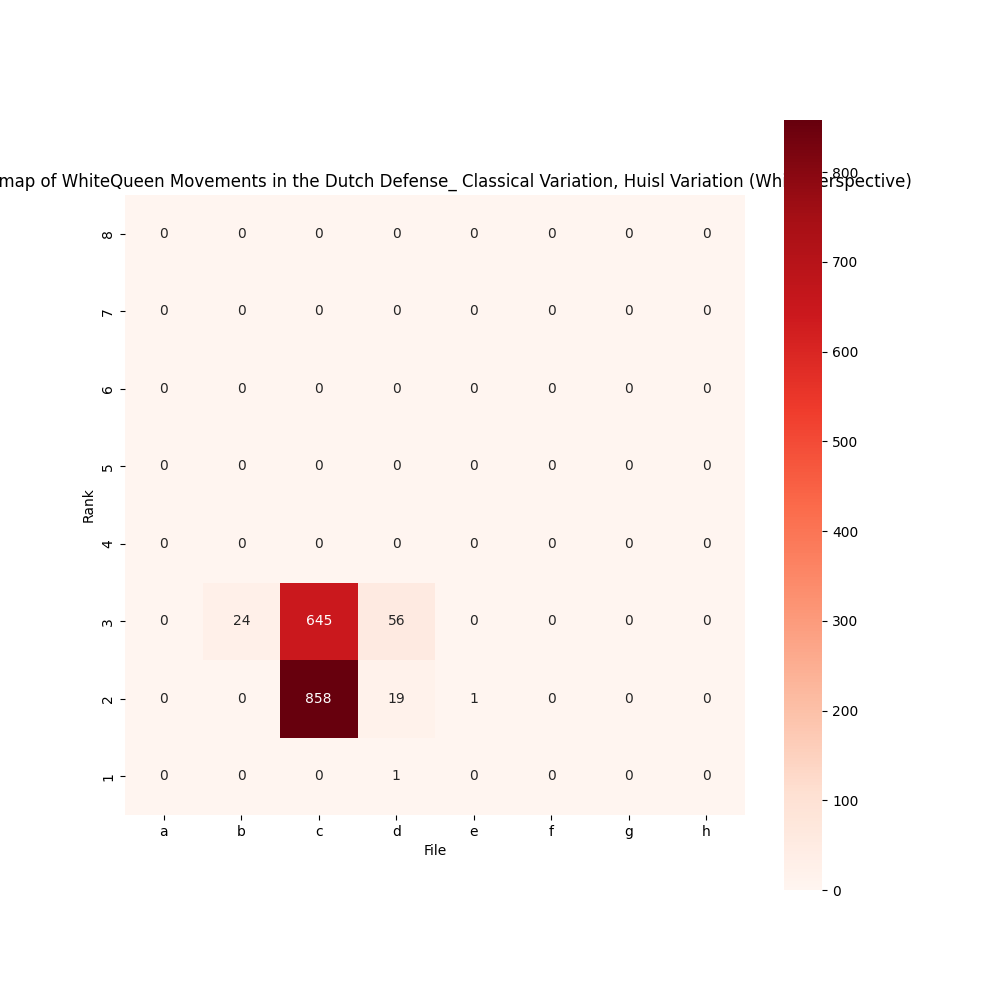 map of WhiteQueen Movements in the Dutch Defense_ Classical Variation, Huisl Variation (Wh erspective)
800
8 0 0 0 0 0 0 0 0
700
7 0 0 0 0 0 0 0 0
600
6 0 0 0 0 0 0 0 0
500
5 0 0 0 0 0 0 0 0
Rank
400
4 0 0 0 0 0 0 0 0
300
3 0 24 645 56 0 0 0 0
200
2 0 0 858 19 1 0 0 0
100
1 0 0 0 1 0 0 0 0
a b c d e f g h
File
0